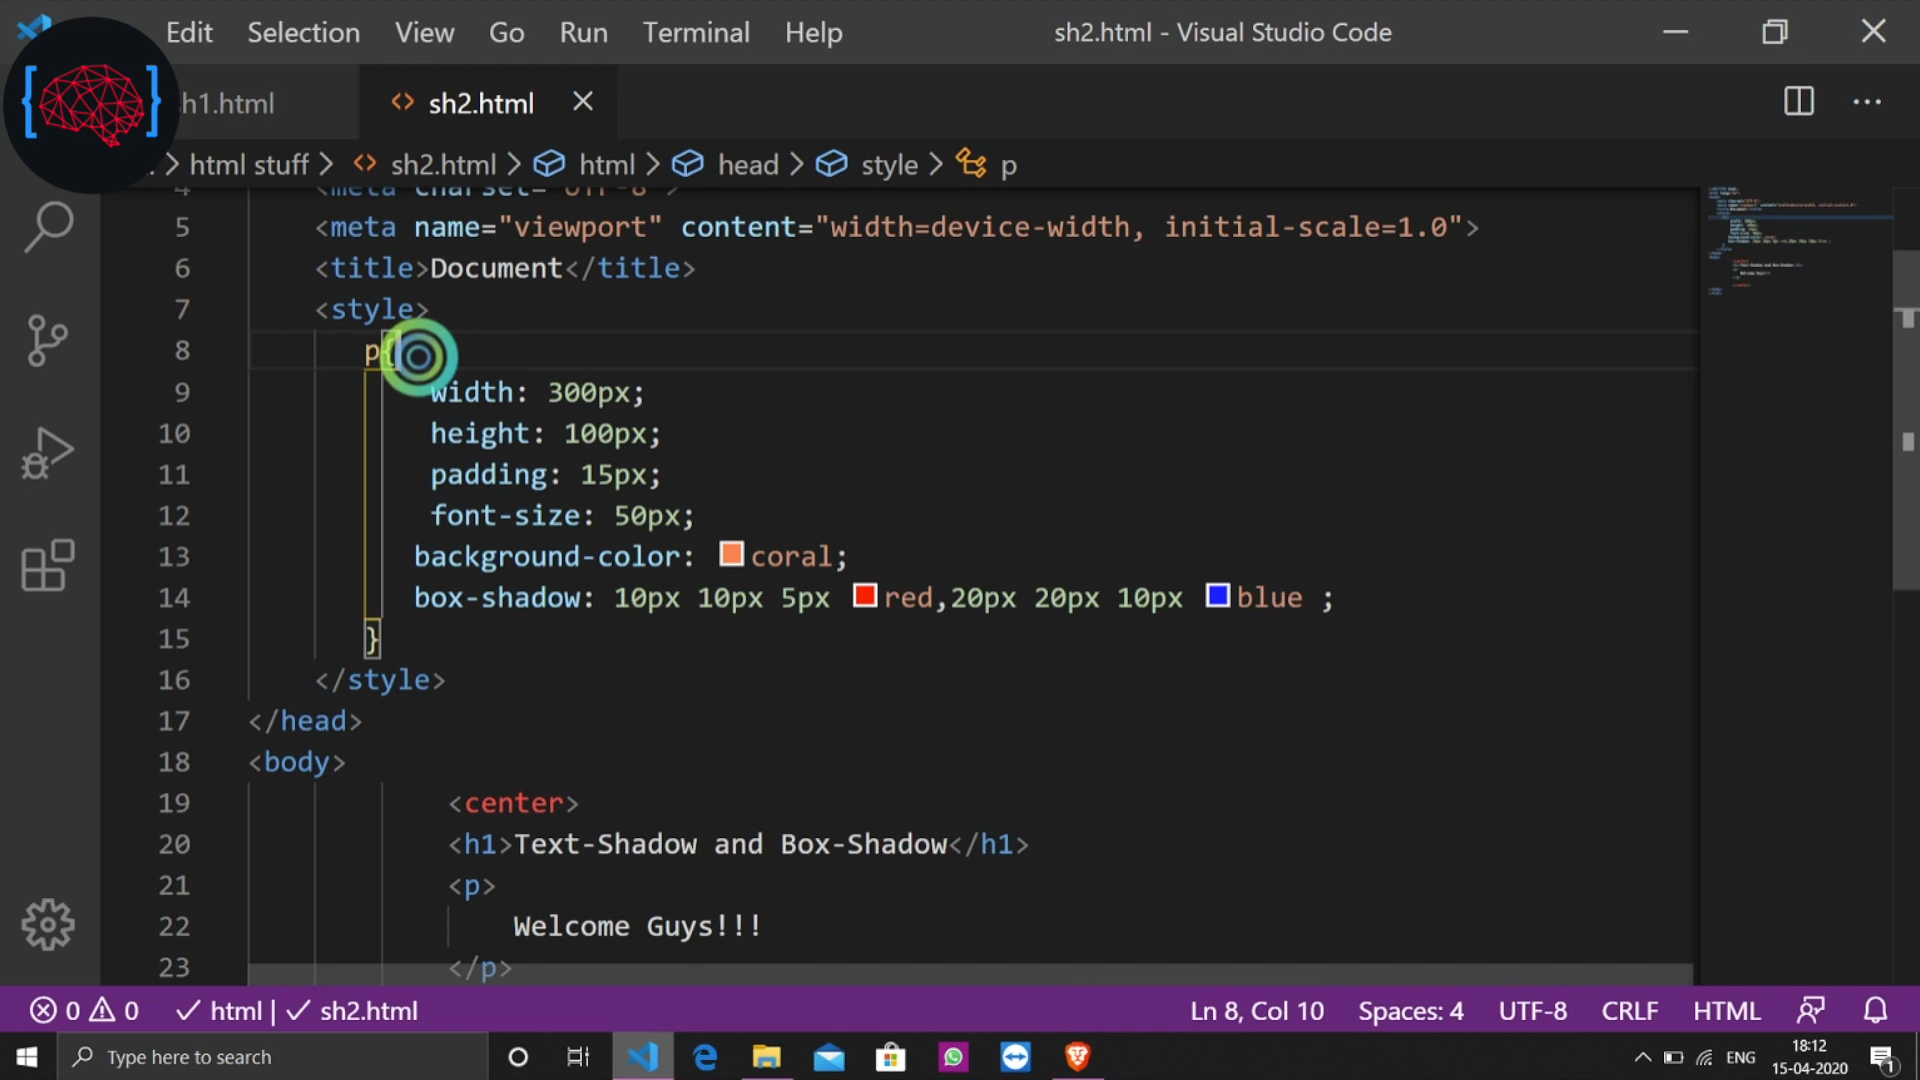 Edit Selection View Go Run Terminal Help sh2.html - Visual Studio Code
h1.html sh2.html
html stuff > sh2.html > html > head > style > p
4 <meta charset="UTF-8">
5 <meta name="viewport" content="width=device-width, initial-scale=1.0">
6 <title>Document</title>
7 <style>
8 p{
9 width: 300px;
10 height: 100px;
11 padding: 15px;
12 font-size: 50px;
13 background-color: coral;
14 box-shadow: 10px 10px 5px red,20px 20px 10px blue ;
15 }
16 </style>
17 </head>
18 <body>
19 <center>
20 <h1>Text-Shadow and Box-Shadow</h1>
21 <p>
22 Welcome Guys!!!
23 </p>
0 0 html | sh2.html Ln 8, Col 10 Spaces: 4 UTF-8 CRLF HTML
Type here to search ENG 18:12
15-04-2020 1